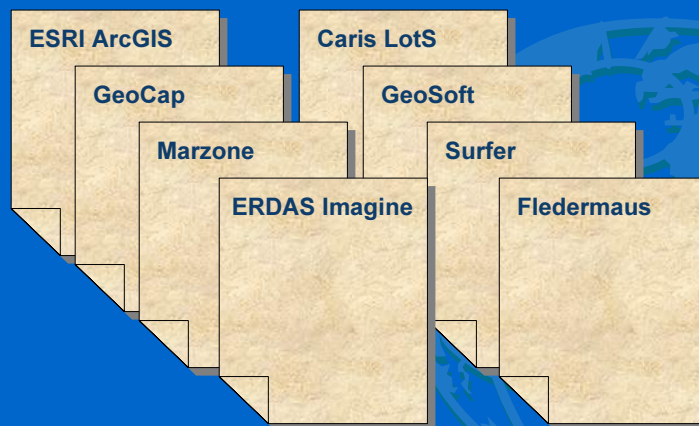 ESRI ArcGIS
GeoCap
Marzone
ERDAS Imagine
Caris LotS
GeoSoft
Surfer
Fledermaus